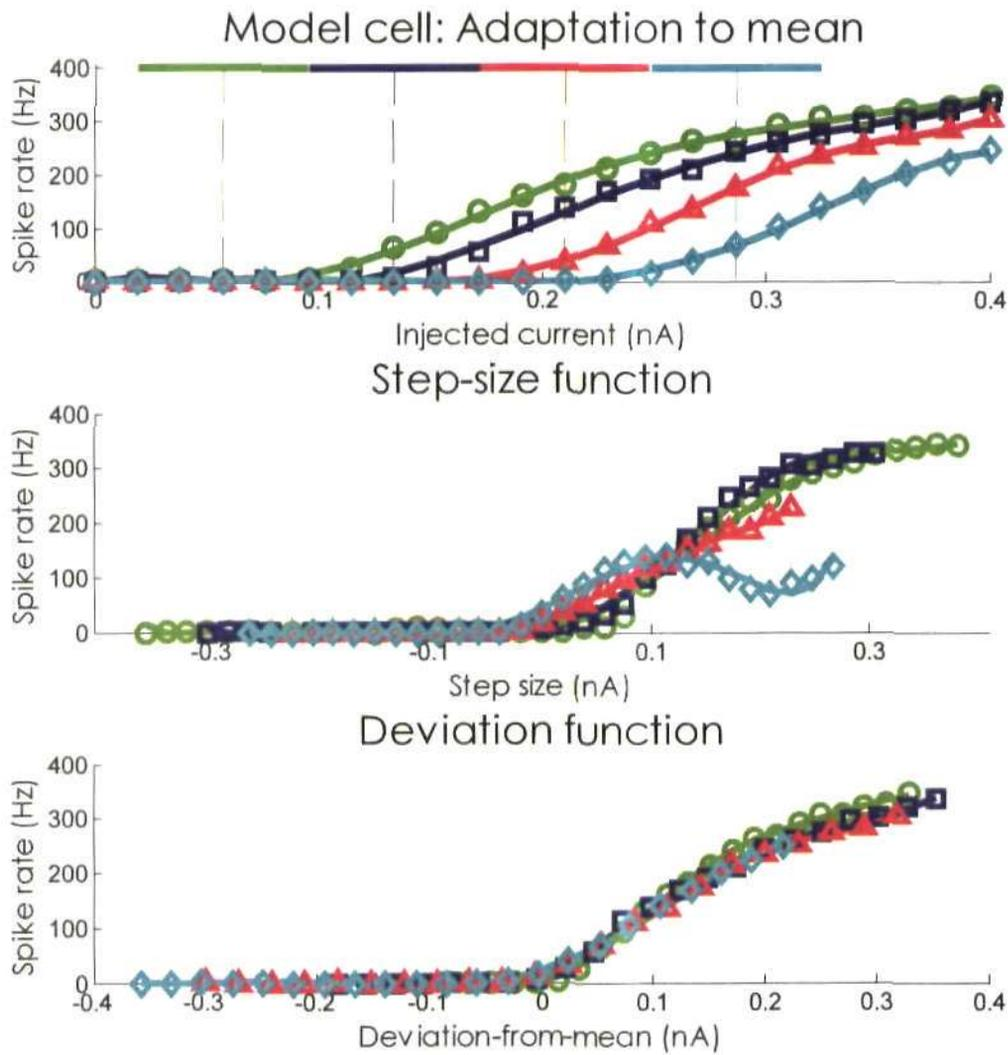 Model cell: Adaptation to mean
400
300
200
100
0
Spike rate (Hz)
0 0.1 0.2 0.3 0.4
Injected current (nA)
Step-size function
400
300
200
100
0
Spike rate (Hz)
-0.3 -0.1 0.1 0.3
Step size (nA)
Deviation function
400
300
200
100
0
Spike rate (Hz)
-0.4 -0.3 -0.2 -0.1 0 0.1 0.2 0.3 0.4
Deviation-from-mean (nA)